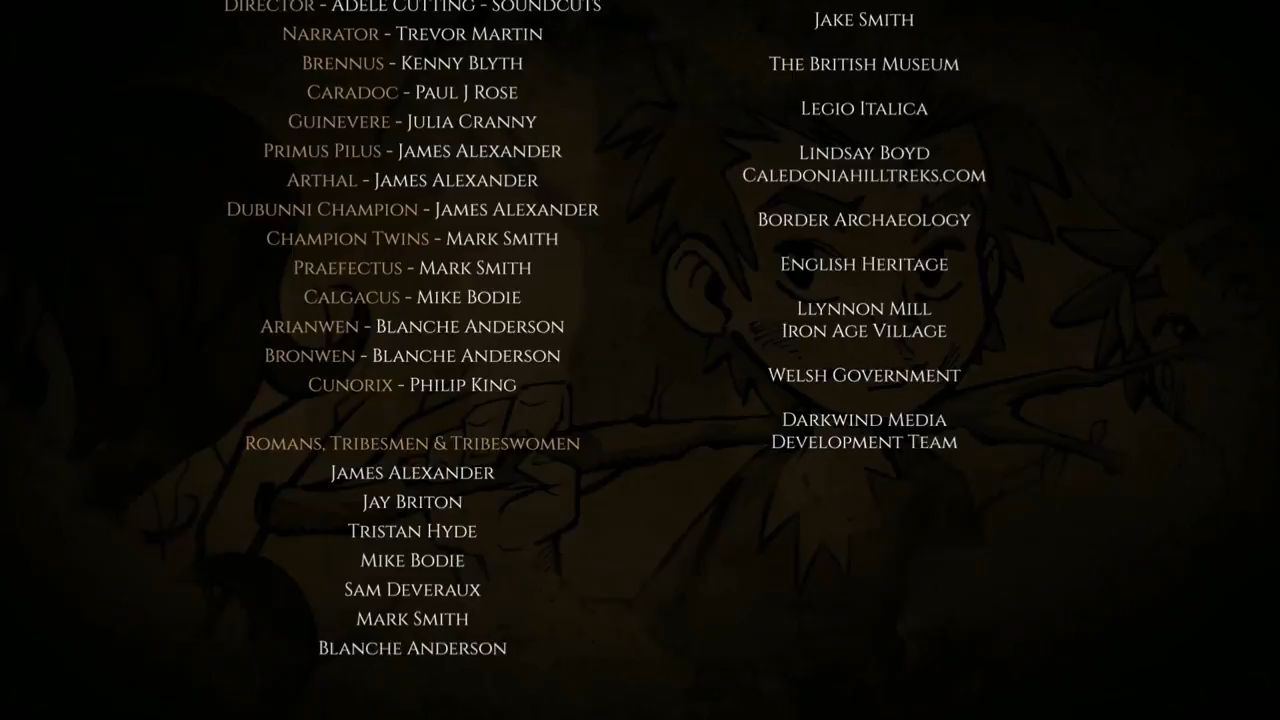 Director - Adele Cutting - Soundcuts
Narrator - Trevor Martin
Brennus - Kenny Blyth
Caradoc - Paul J Rose
Guinevere - Julia Cranny
Primus Pilus - James Alexander
Arthal - James Alexander
Dubunni Champion - James Alexander
Champion Twins - Mark Smith
Praefectus - Mark Smith
Calgacus - Mike Bodie
Arianwen - Blanche Anderson
Bronwen - Blanche Anderson
Cunorix - Philip King
Romans, Tribesmen & Tribeswomen
James Alexander
Jay Briton
Tristan Hyde
Mike Bodie
Sam Deveraux
Mark Smith
Blanche Anderson
Jake Smith
The British Museum
Legio Italica
Lindsay Boyd
Caledoniahilltreks.com
Border Archaeology
English Heritage
Llynnon Mill
Iron Age Village
Welsh Government
Darkwind Media
Development Team